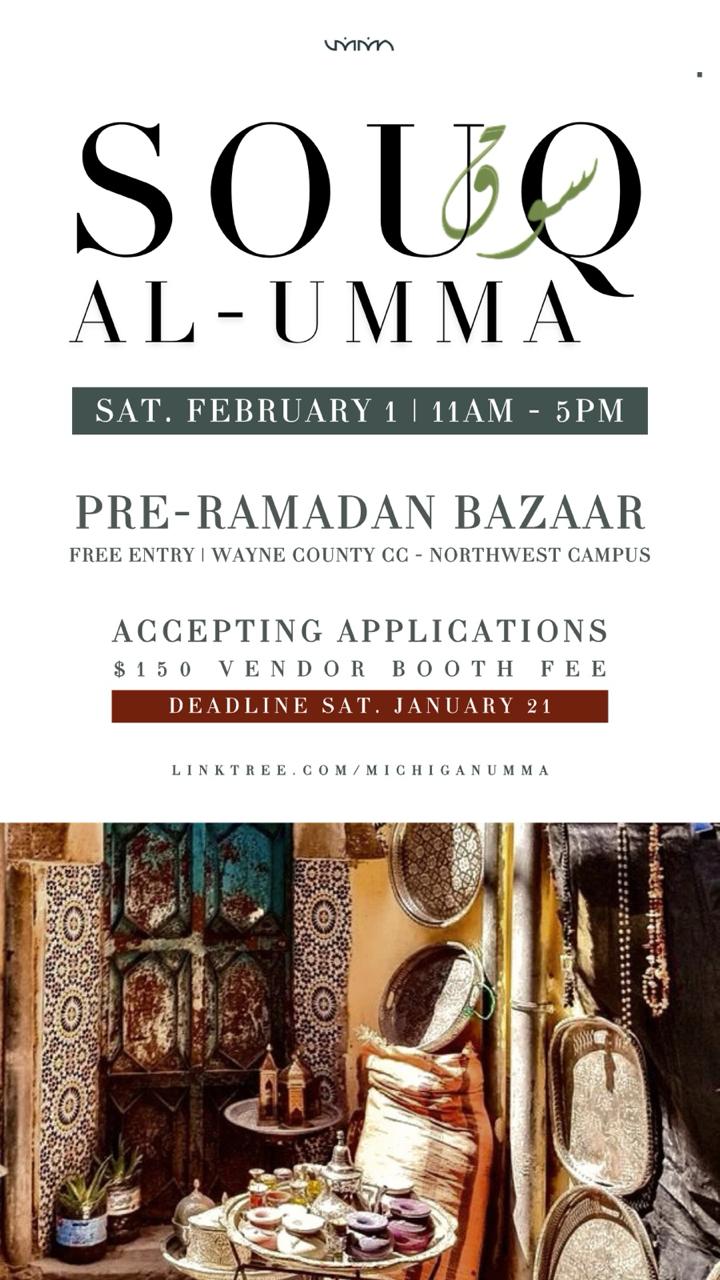 umma
SOUQ
سوق
AL-UMMA
SAT. FEBRUARY 1 | 11AM - 5PM
PRE-RAMADAN BAZAAR
FREE ENTRY | WAYNE COUNTY CC - NORTHWEST CAMPUS
ACCEPTING APPLICATIONS
$150 VENDOR BOOTH FEE
DEADLINE SAT. JANUARY 21
LINKTREE.COM/MICHIGANUMMA